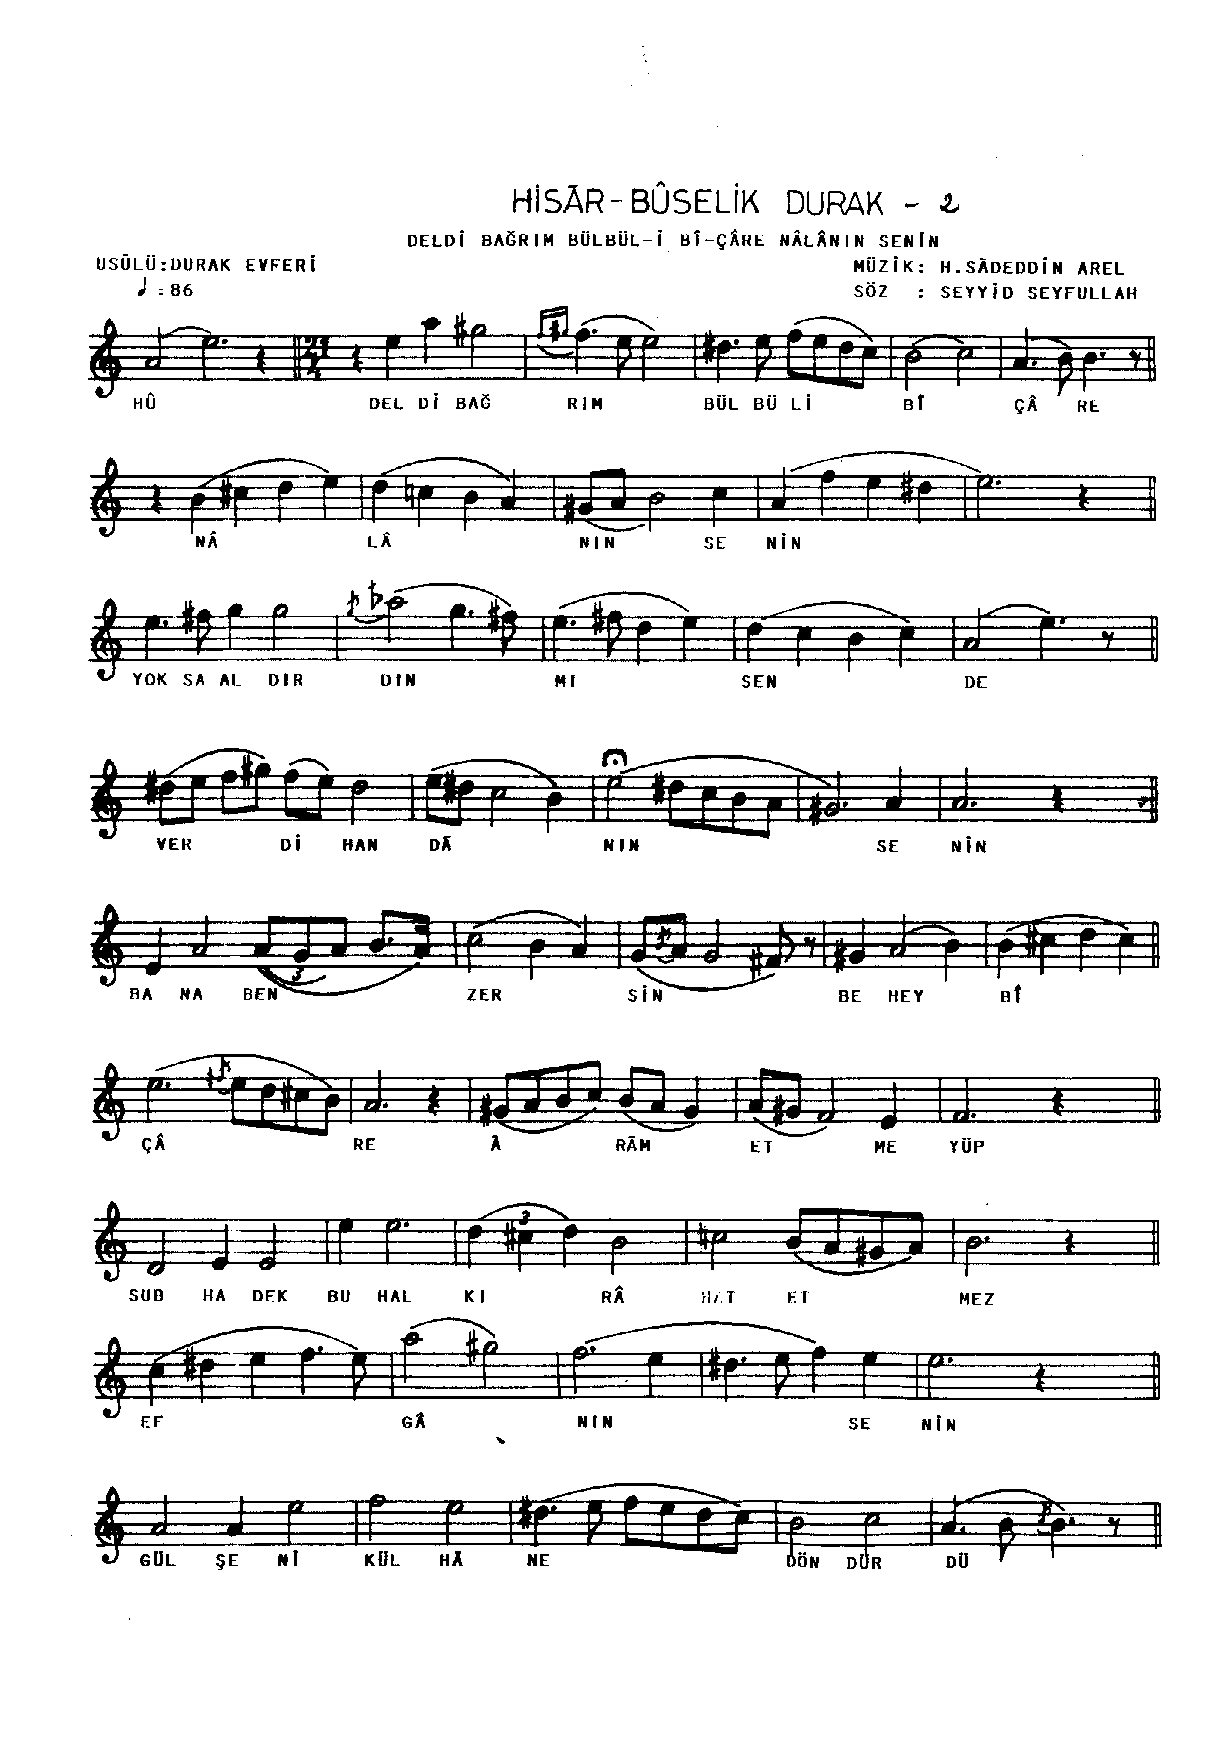 HİSÂR-BÛSELİK DURAK - 2
DELDİ BAĞRIM BÜLBÜL-İ BÎ-ÇÂRE NÂLÂNIN SENİN
USÛLÜ:DURAK EVFERİ
MÜZİK: H.SÂDEDDİN AREL
♩ = 86
SÖZ : SEYYİD SEYFULLAH
HÛ DEL Dİ BAĞ RIM BÜL BÜ Lİ BÎ ÇÂ RE
NÂ LÂ NIN SE NİN
YOK SA AL DIR DIN MI SEN DE
VER Dİ HAN DÂ NIN SE NİN
3
BA NA BEN ZER SİN BE HEY BÎ
ÇÂ RE Â RÂM ET ME YÜP
3
SUB HA DEK BU HAL KI RÂ HAT ET MEZ
EF GÂ NIN SE NİN
GÜL ŞE Nİ KÜL HÂ NE DÖN DÜR DÜ